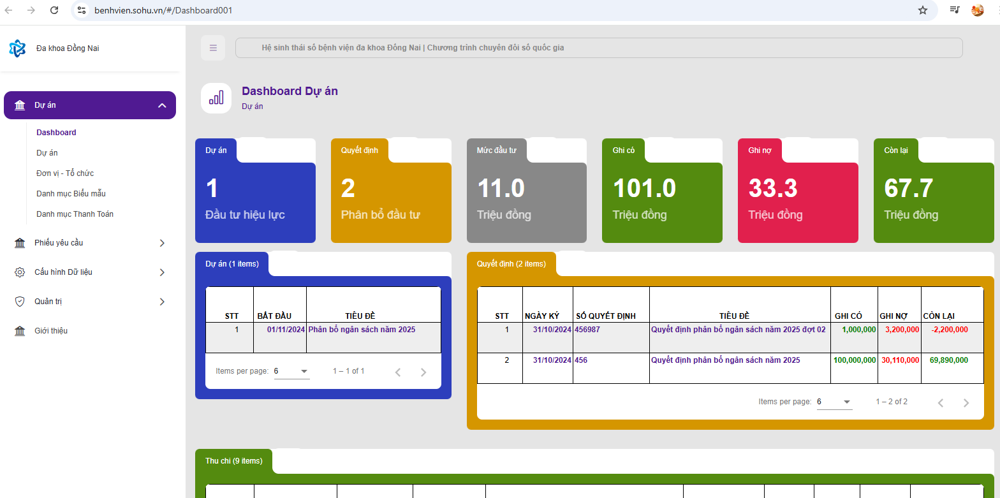 benhvien.sohu.vn/#/Dashboard001
Đa khoa Đồng Nai
Hệ sinh thái số bệnh viện đa khoa Đồng Nai | Chương trình chuyển đổi số quốc gia
Dashboard Dự án
Dự án
Dự án
Dashboard
Dự án
Đơn vị - Tổ chức
Danh mục Biểu mẫu
Danh mục Thanh Toán
Phiếu yêu cầu
Cấu hình Dữ liệu
Quản trị
Giới thiệu
Dự án
1
Đầu tư hiệu lực
Quyết định
2
Phân bổ đầu tư
Mức đầu tư
11.0
Triệu đồng
Ghi có
101.0
Triệu đồng
Ghi nợ
33.3
Triệu đồng
Còn lại
67.7
Triệu đồng
Dự án (1 items)
STT BẮT ĐẦU TIÊU ĐỀ
1 01/11/2024 Phân bổ ngân sách năm 2025
Items per page: 6 1 – 1 of 1
Quyết định (2 items)
STT NGÀY KÝ SỐ QUYẾT ĐỊNH TIÊU ĐỀ GHI CÓ GHI NỢ CÒN LẠI
1 31/10/2024 456987 Quyết định phân bổ ngân sách năm 2025 đợt 02 1,000,000 3,200,000 -2,200,000
2 31/10/2024 456 Quyết định phân bổ ngân sách năm 2025 100,000,000 30,110,000 69,890,000
Items per page: 6 1 – 2 of 2
Thu chi (9 items)